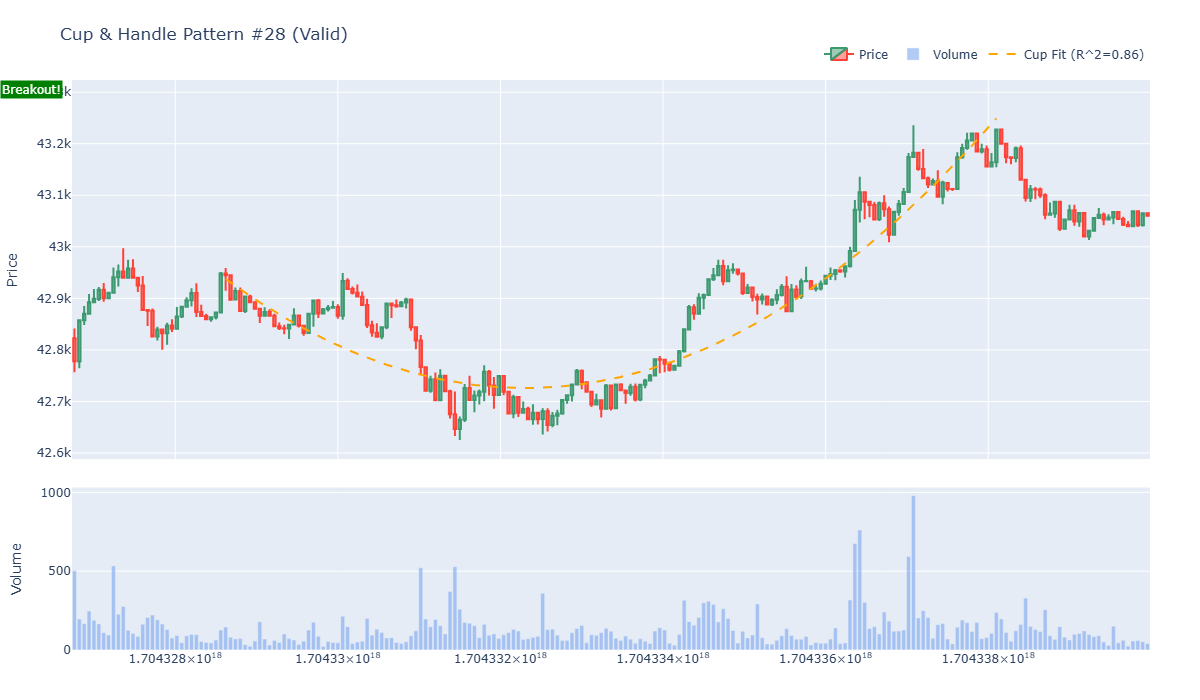 Cup & Handle Pattern #28 (Valid)
Price
Volume
Cup Fit (R^2=0.86)
Breakout!
k
43.2k
43.1k
43k
42.9k
42.8k
42.7k
42.6k
Price
1000
500
0
Volume
1.704328×10¹⁸
1.70433×10¹⁸
1.704332×10¹⁸
1.704334×10¹⁸
1.704336×10¹⁸
1.704338×10¹⁸